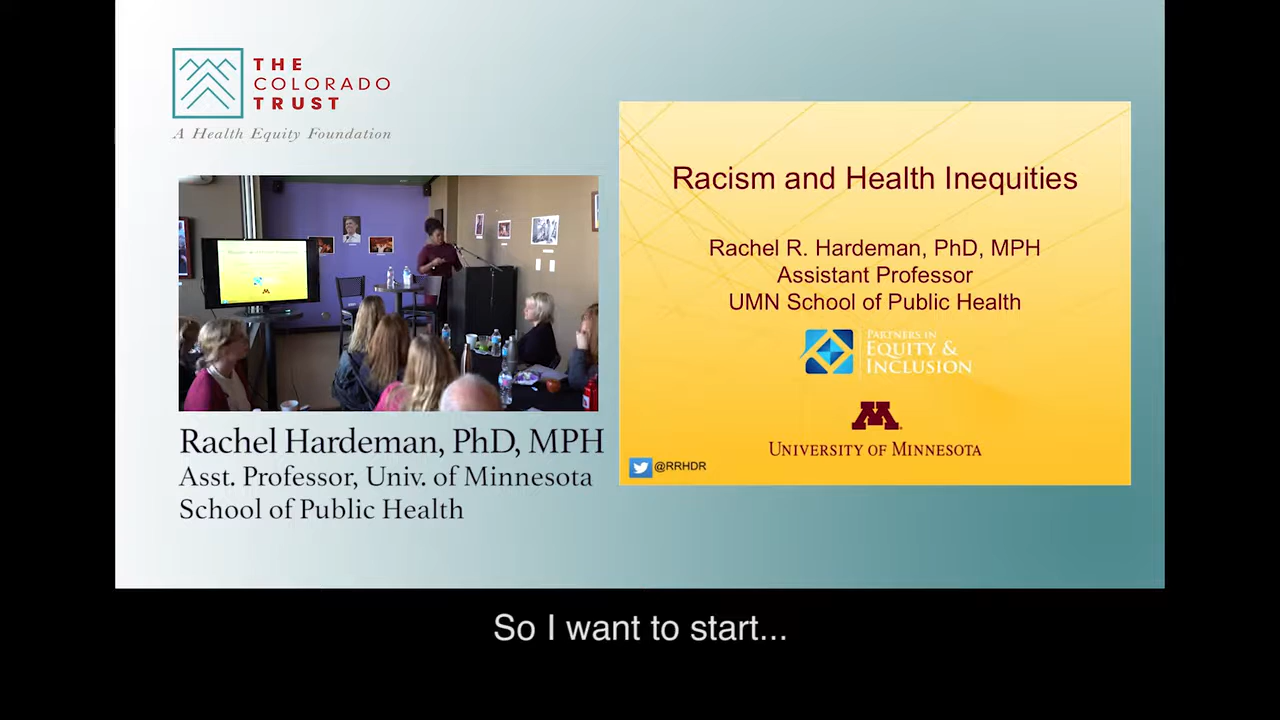 THE
COLORADO
TRUST
A Health Equity Foundation
Rachel Hardeman, PhD, MPH
Asst. Professor, Univ. of Minnesota
School of Public Health
Racism and Health Inequities
Rachel R. Hardeman, PhD, MPH
Assistant Professor
UMN School of Public Health
PARTNERS IN
EQUITY &
INCLUSION
M
UNIVERSITY OF MINNESOTA
@RRHDR
So I want to start...